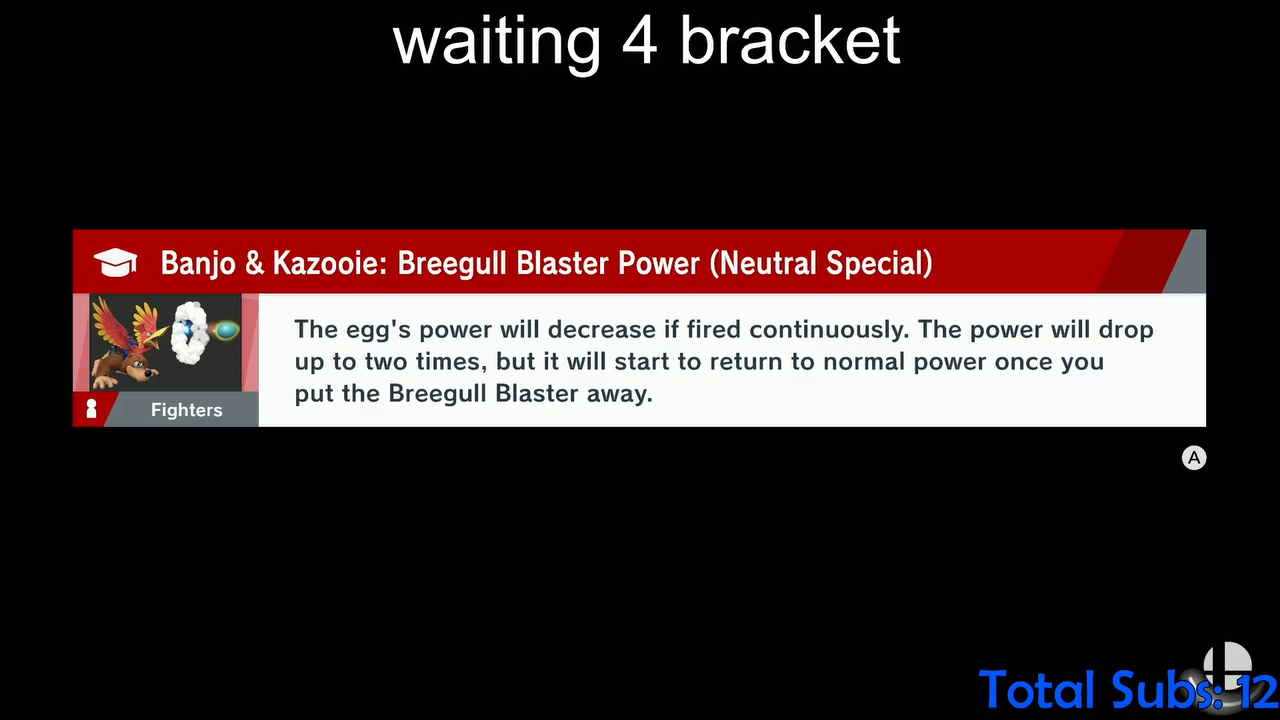 waiting 4 bracket
Banjo & Kazooie: Breegull Blaster Power (Neutral Special)
The egg's power will decrease if fired continuously. The power will drop
up to two times, but it will start to return to normal power once you
put the Breegull Blaster away.
Fighters
A
Total Subs: 12